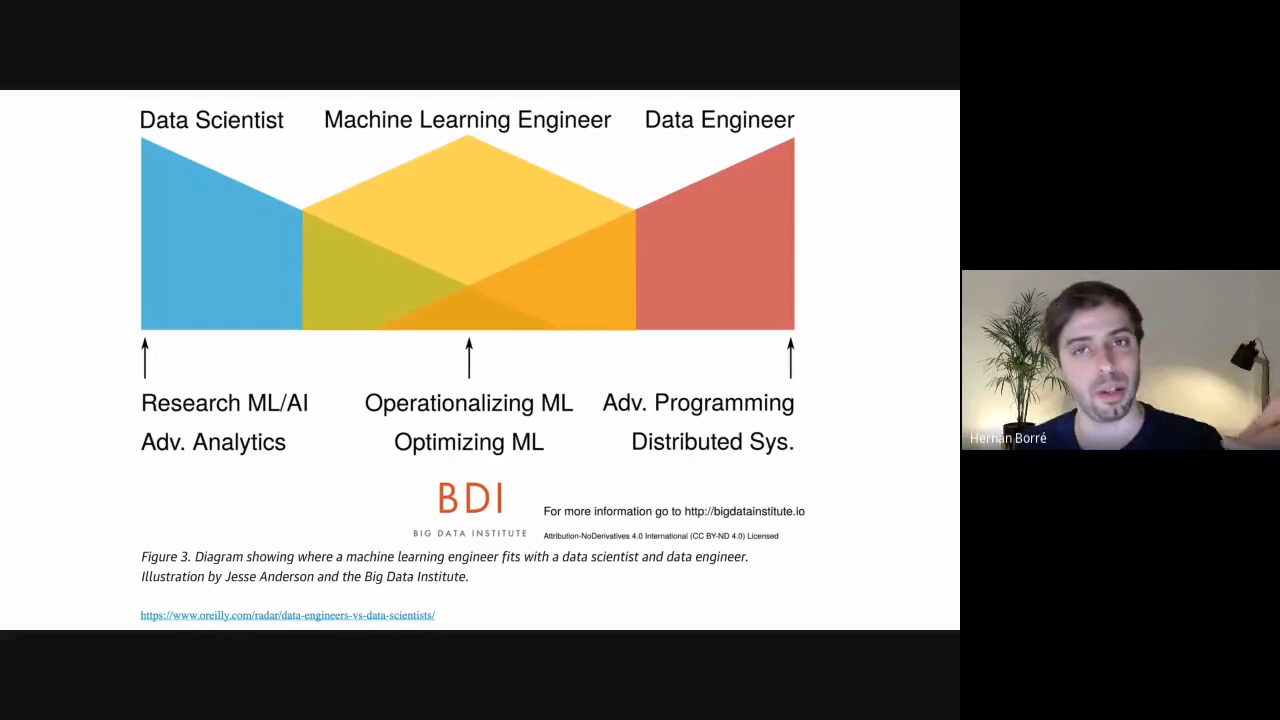 Data Scientist
Machine Learning Engineer
Data Engineer
Research ML/AI
Operationalizing ML
Adv. Programming
Adv. Analytics
Optimizing ML
Distributed Sys.
BDI
BIG DATA INSTITUTE
For more information go to http://bigdatainstitute.io
Attribution-NoDerivatives 4.0 International (CC BY-ND 4.0) Licensed
Figure 3. Diagram showing where a machine learning engineer fits with a data scientist and data engineer.
Illustration by Jesse Anderson and the Big Data Institute.
https://www.oreilly.com/radar/data-engineers-vs-data-scientists/
Hernan Borré